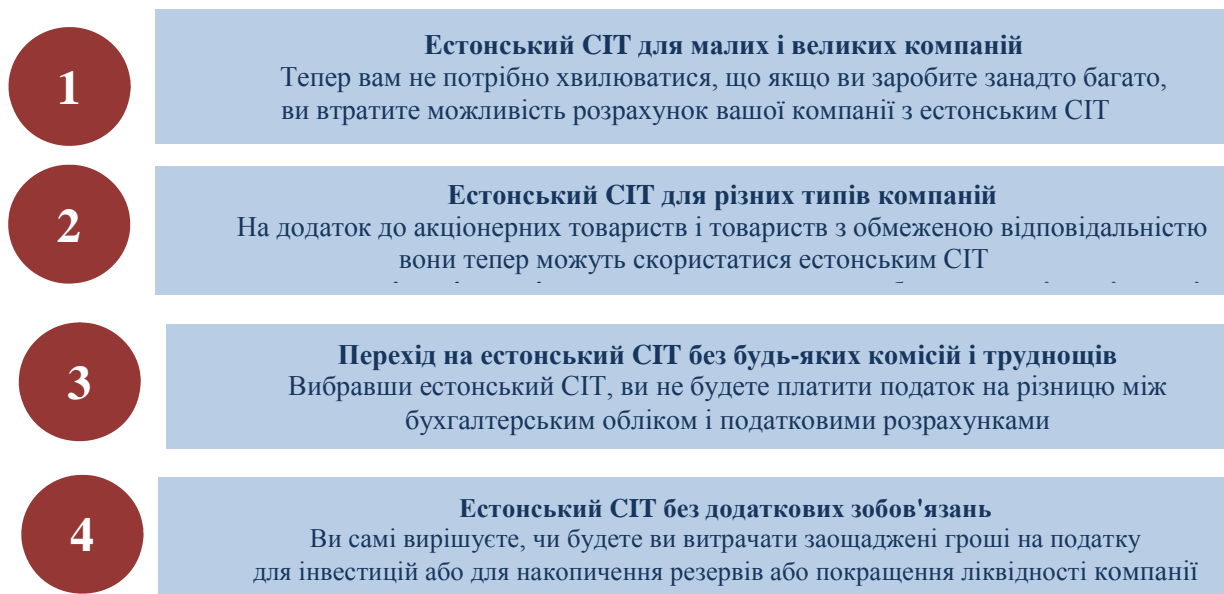 1
Естонський CIT для малих і великих компаній
Тепер вам не потрібно хвилюватися, що якщо ви заробите занадто багато,
ви втратите можливість розрахунок вашої компанії з естонським CIT
2
Естонський CIT для різних типів компаній
На додаток до акціонерних товариств і товариств з обмеженою відповідальністю
вони тепер можуть скористатися естонським CIT
3
Перехід на естонський CIT без будь-яких комісій і труднощів
Вибравши естонський CIT, ви не будете платити податок на різницю між
бухгалтерським обліком і податковими розрахунками
4
Естонський CIT без додаткових зобов'язань
Ви самі вирішуєте, чи будете ви витрачати заощаджені гроші на податку
для інвестицій або для накопичення резервів або покращення ліквідності компанії